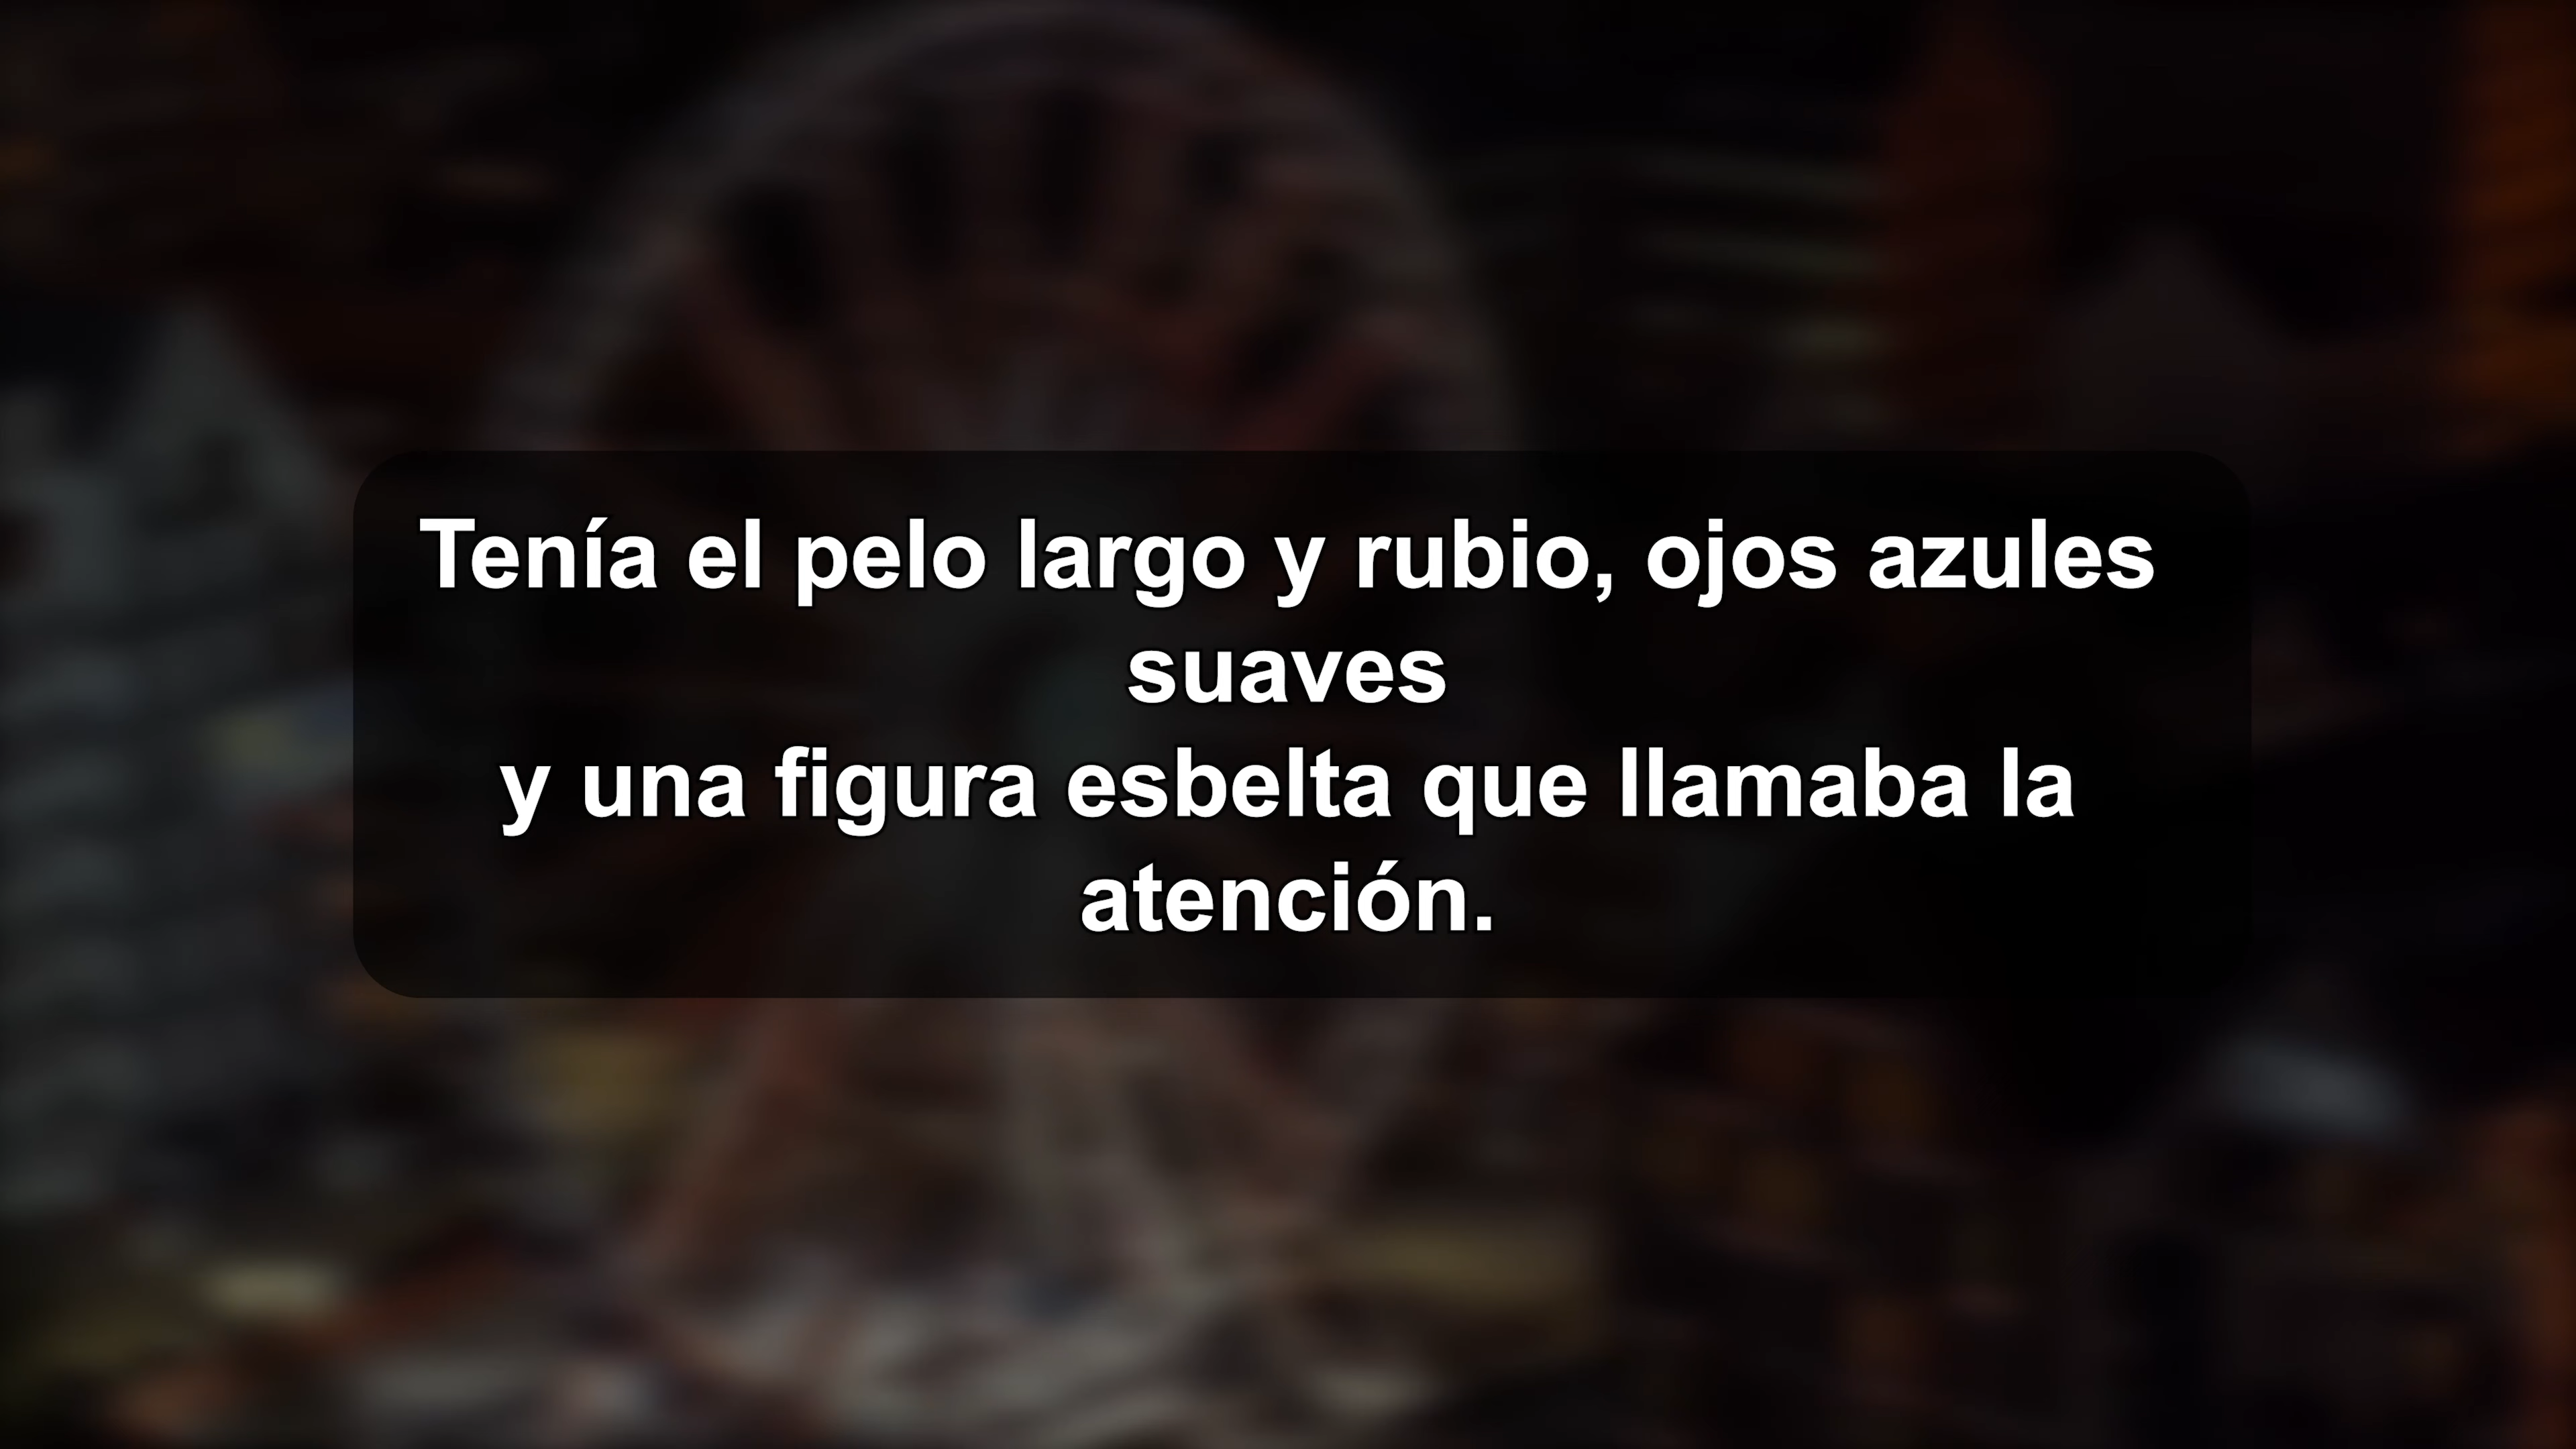 Tenía el pelo largo y rubio, ojos azules
suaves
y una figura esbelta que llamaba la
atención.